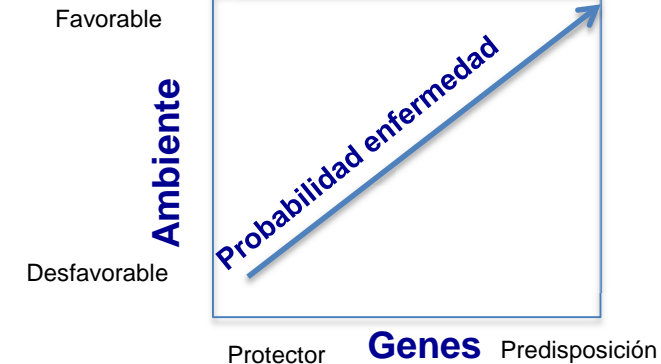 Favorable
Ambiente
Probabilidad enfermedad
Desfavorable
Protector
Genes
Predisposición